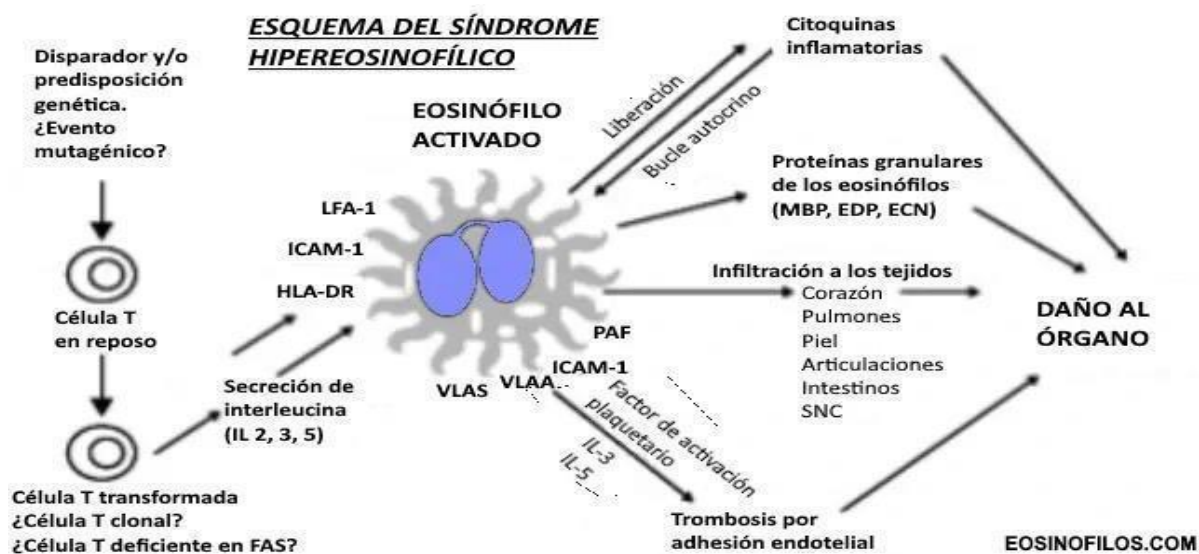 ESQUEMA DEL SÍNDROME
HIPEREOSINOFÍLICO
Disparador y/o
predisposición
genética.
¿Evento
mutagénico?
Célula T
en reposo
Célula T transformada
¿Célula T clonal?
¿Célula T deficiente en FAS?
Secreción de
interleucina
(IL 2, 3, 5)
EOSINÓFILO
ACTIVADO
LFA-1
ICAM-1
HLA-DR
VLAS
VLAA
ICAM-1
PAF
Liberación
Bucle autocrino
Citoquinas
inflamatorias
Proteínas granulares
de los eosinófilos
(MBP, EDP, ECN)
Infiltración a los tejidos
Corazón
Pulmones
Piel
Articulaciones
Intestinos
SNC
Factor de activación
plaquetario
IL-3
IL-5
Trombosis por
adhesión endotelial
DAÑO AL
ÓRGANO
EOSINOFILOS.COM